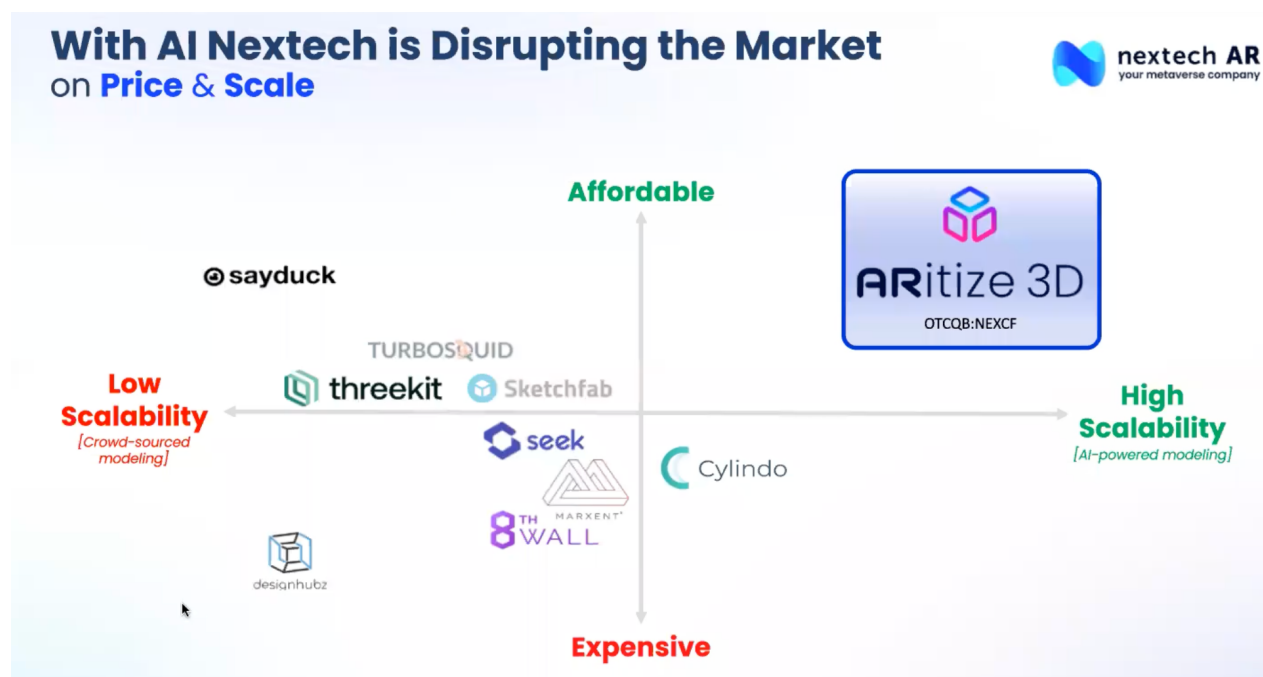 With AI Nextech is Disrupting the Market
on Price & Scale
nextech AR
your metaverse company
Affordable
ARitize 3D
OTCQB:NEXCF
sayduck
TURBOSQUID
threekit
Sketchfab
Low
Scalability
[Crowd-sourced
modeling]
High
Scalability
[AI-powered modeling]
seek
Cylindo
MARXENT
8TH
WALL
designhubz
Expensive